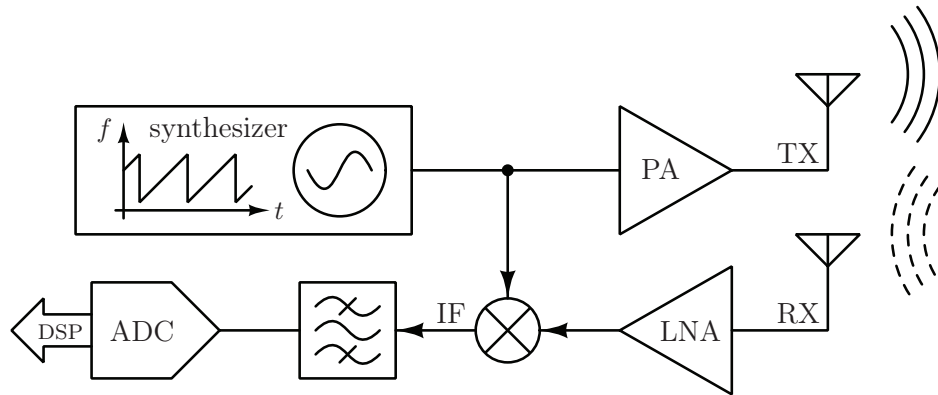 f synthesizer
t
PA
TX
DSP
ADC
IF
LNA
RX